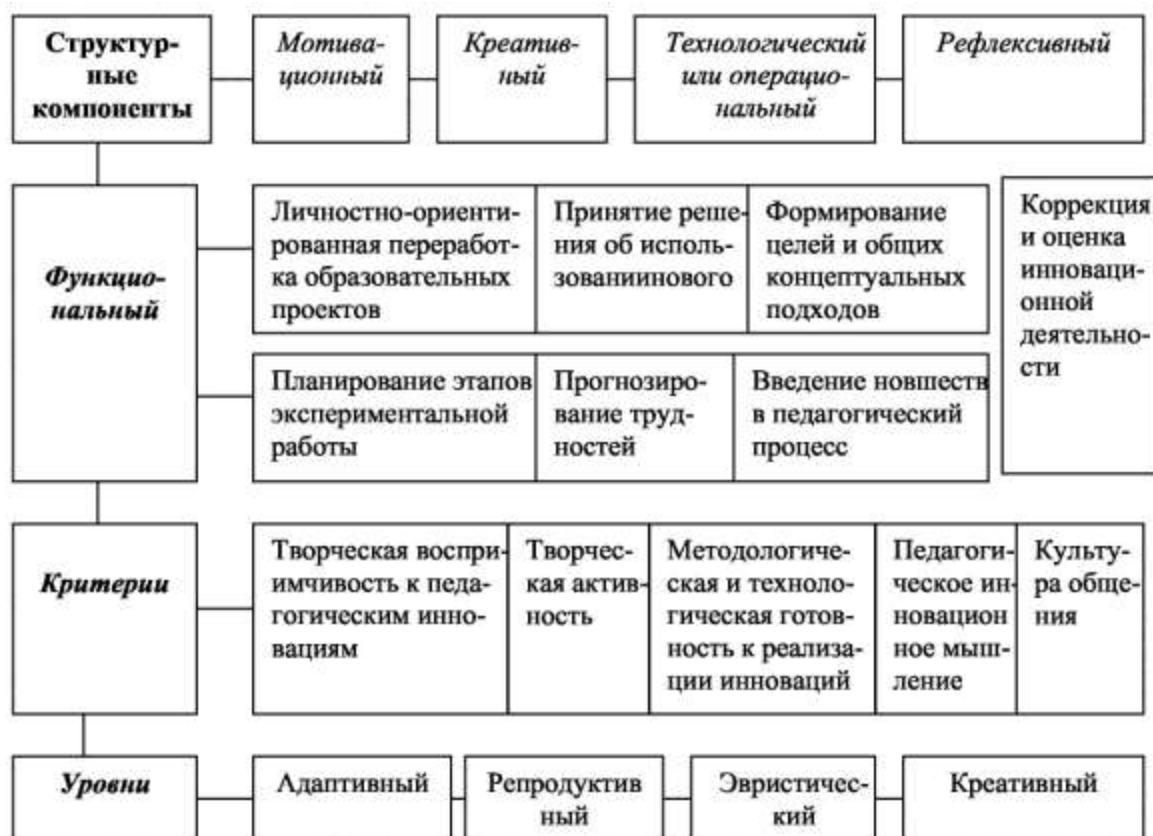 Структур-
ные
компоненты
Мотива-
ционный
Креатив-
ный
Технологический
или операцио-
нальный
Рефлексивный
Функцио-
нальный
Личностно-ориенти-
рованная переработ-
ка образовательных
проектов
Принятие реше-
ния об исполь-
зованиинового
Формирование
целей и общих
концептуальных
подходов
Коррекция
и оценка
инноваци-
онной
деятельно-
сти
Планирование этапов
экспериментальной
работы
Прогнозиро-
вание труд-
ностей
Введение новшеств
в педагогический
процесс
Критерии
Творческая воспри-
имчивость к педа-
гогическим инно-
вациям
Творчес-
кая актив-
ность
Методологиче-
ская и техноло-
гическая готов-
ность к реализа-
ции инноваций
Педагоги-
ческое ин-
новацион
ное мыш-
ление
Культу-
ра обще-
ния
Уровни
Адаптивный
Репродуктив
ный
Эвристичес-
кий
Креативный